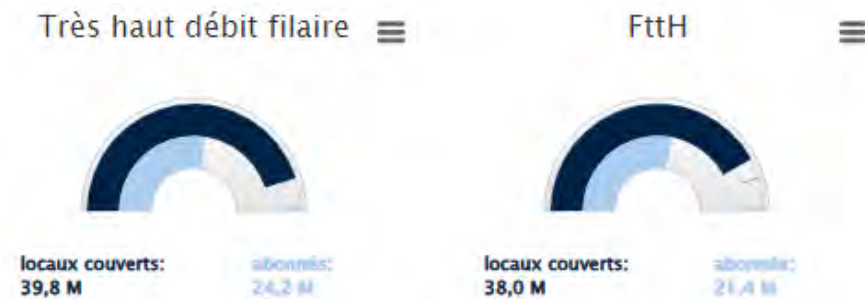 Très haut débit filaire
locaux couverts:
39,8 M
abonnés:
24,2 M
FttH
locaux couverts:
38,0 M
abonnés:
21,4 M